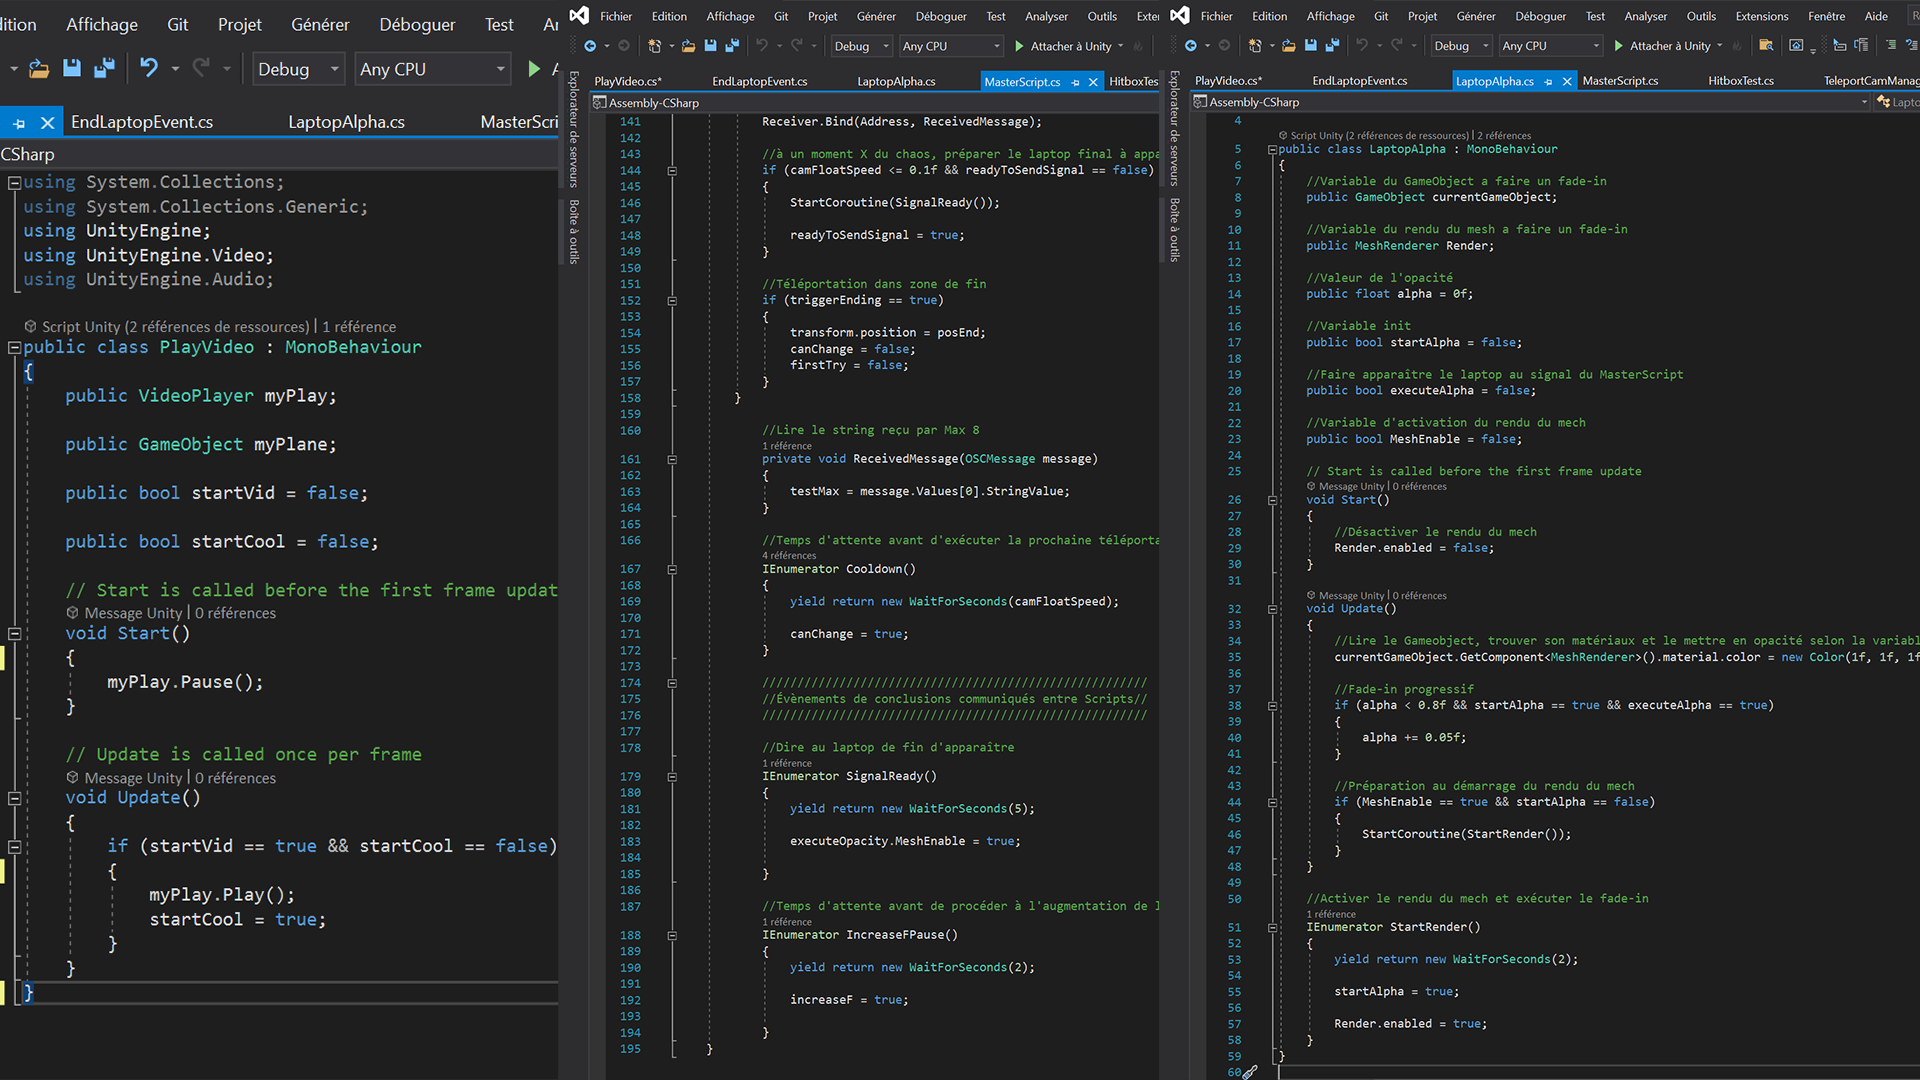 dition Affichage Git Projet Générer Déboguer Test
Debug Any CPU
EndLaptopEvent.cs LaptopAlpha.cs MasterScri
CSharp
using System.Collections;
using System.Collections.Generic;
using UnityEngine;
using UnityEngine.Video;
using UnityEngine.Audio;
Script Unity (2 références de ressources) | 1 référence
public class PlayVideo : MonoBehaviour
{
public VideoPlayer myPlay;
public GameObject myPlane;
public bool startVid = false;
public bool startCool = false;
// Start is called before the first frame updat
Message Unity | 0 références
void Start()
{
myPlay.Pause();
}
// Update is called once per frame
Message Unity | 0 références
void Update()
{
if (startVid == true && startCool == false)
{
myPlay.Play();
startCool = true;
}
}
}
Fichier Edition Affichage Git Projet Générer Déboguer Test Analyser Outils Exte
Debug Any CPU Attacher à Unity
Explorateur de serveurs
Boîte à outils
PlayVideo.cs* EndLaptopEvent.cs LaptopAlpha.cs MasterScript.cs HitboxTes
Assembly-CSharp
141 Receiver.Bind(Address, ReceivedMessage);
142
143 //à un moment X du chaos, préparer le laptop final à appa
144 if (camFloatSpeed <= 0.1f && readyToSendSignal == false)
145 {
146 StartCoroutine(SignalReady());
147
148 readyToSendSignal = true;
149 }
150
151 //Téléportation dans zone de fin
152 if (triggerEnding == true)
153 {
154 transform.position = posEnd;
155 canChange = false;
156 firstTry = false;
157 }
158 }
159
160 //Lire le string reçu par Max 8
1 référence
161 private void ReceivedMessage(OSCMessage message)
162 {
163 testMax = message.Values[0].StringValue;
164 }
165
166 //Temps d'attente avant d'exécuter la prochaine téléporta
4 références
167 IEnumerator Cooldown()
168 {
169 yield return new WaitForSeconds(camFloatSpeed);
170
171 canChange = true;
172 }
173
174 ///////////////////////////////////////////////////////
175 //Évènements de conclusions communiqués entre Scripts//
176 ///////////////////////////////////////////////////////
177
178 //Dire au laptop de fin d'apparaître
1 référence
179 IEnumerator SignalReady()
180 {
181 yield return new WaitForSeconds(5);
182
183 executeOpacity.MeshEnable = true;
184
185 }
186
187 //Temps d'attente avant de procéder à l'augmentation de l
1 référence
188 IEnumerator IncreaseFPause()
189 {
190 yield return new WaitForSeconds(2);
191
192 increaseF = true;
193
194 }
195 }
Fichier Edition Affichage Git Projet Générer Déboguer Test Analyser Outils Extensions Fenêtre Aide
Debug Any CPU Attacher à Unity
Explorateur de serveurs
Boîte à outils
PlayVideo.cs* EndLaptopEvent.cs LaptopAlpha.cs MasterScript.cs HitboxTest.cs TeleportCamManag
Assembly-CSharp Lapto
4
Script Unity (2 références de ressources) | 2 références
5 public class LaptopAlpha : MonoBehaviour
6 {
7 //Variable du GameObject a faire un fade-in
8 public GameObject currentGameObject;
9
10 //Variable du rendu du mesh a faire un fade-in
11 public MeshRenderer Render;
12
13 //Valeur de l'opacité
14 public float alpha = 0f;
15
16 //Variable init
17 public bool startAlpha = false;
18
19 //Faire apparaître le laptop au signal du MasterScript
20 public bool executeAlpha = false;
21
22 //Variable d'activation du rendu du mech
23 public bool MeshEnable = false;
24
25 // Start is called before the first frame update
Message Unity | 0 références
26 void Start()
27 {
28 //Désactiver le rendu du mech
29 Render.enabled = false;
30 }
31
Message Unity | 0 références
32 void Update()
33 {
34 //Lire le Gameobject, trouver son matériaux et le mettre en opacité selon la variabl
35 currentGameObject.GetComponent<MeshRenderer>().material.color = new Color(1f, 1f, 1f
36
37 //Fade-in progressif
38 if (alpha < 0.8f && startAlpha == true && executeAlpha == true)
39 {
40 alpha += 0.05f;
41 }
42
43 //Préparation au démarrage du rendu du mech
44 if (MeshEnable == true && startAlpha == false)
45 {
46 StartCoroutine(StartRender());
47 }
48 }
49
50 //Activer le rendu du mech et exécuter le fade-in
1 référence
51 IEnumerator StartRender()
52 {
53 yield return new WaitForSeconds(2);
54
55 startAlpha = true;
56
57 Render.enabled = true;
58 }
59 }
60